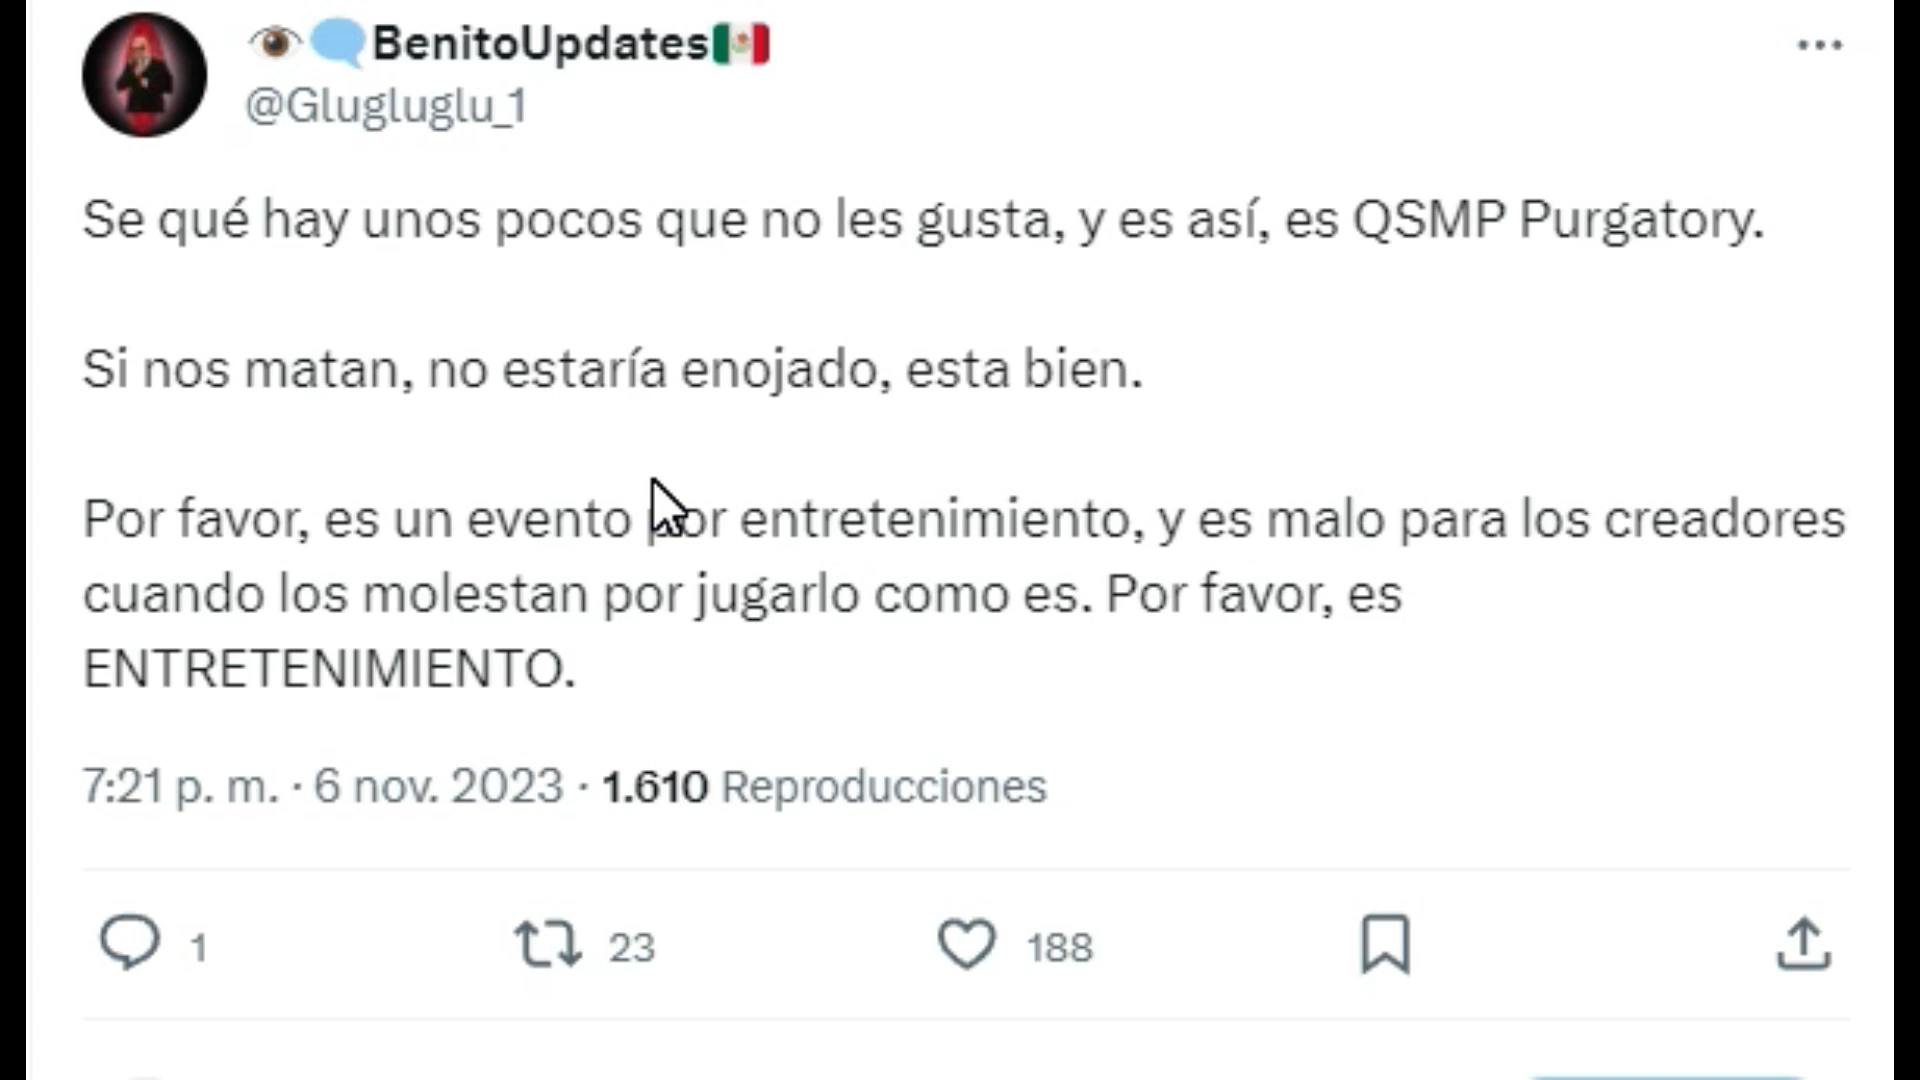 BenitoUpdates
@Glugluglu_1
Se qué hay unos pocos que no les gusta, y es así, es QSMP Purgatory.
Si nos matan, no estaría enojado, esta bien.
Por favor, es un evento por entretenimiento, y es malo para los creadores
cuando los molestan por jugarlo como es. Por favor, es
ENTRETENIMIENTO.
7:21 p. m. · 6 nov. 2023 · 1.610 Reproducciones
1 23 188